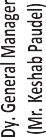 Dy. General Manager
(Mr. Keshab Paudel)